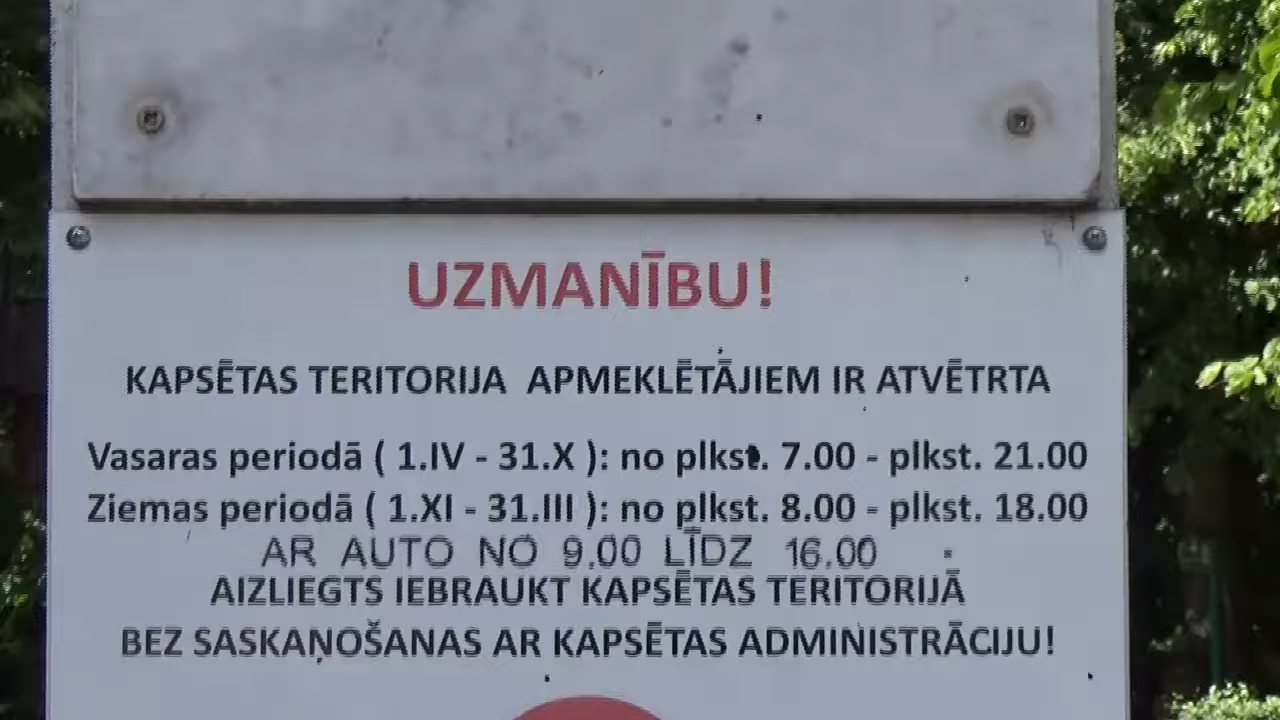 UZMANĪBU!
KAPSĒTAS TERITORIJA APMEKLĒTĀJIEM IR ATVĒTRTA
Vasaras periodā ( 1.IV - 31.X ): no plkst. 7.00 - plkst. 21.00
Ziemas periodā ( 1.XI - 31.III ): no plkst. 8.00 - plkst. 18.00
AR AUTO NO 9.00 LĪDZ 16.00
AIZLIEGTS IEBRAUKT KAPSĒTAS TERITORIJĀ
BEZ SASKAŅOŠANAS AR KAPSĒTAS ADMINISTRĀCIJU!